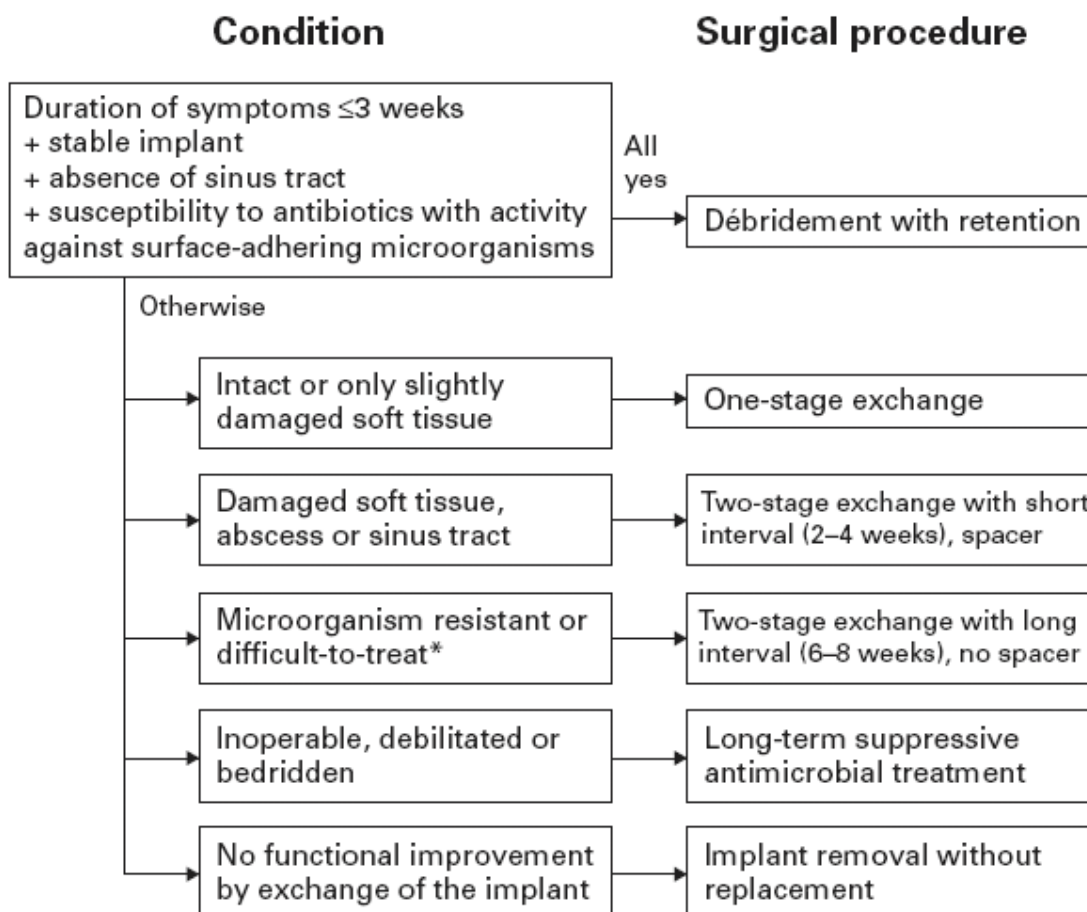 Condition
Surgical procedure
Duration of symptoms ≤3 weeks
+ stable implant
+ absence of sinus tract
+ susceptibility to antibiotics with activity
against surface-adhering microorganisms
All
yes
Débridement with retention
Otherwise
Intact or only slightly
damaged soft tissue
One-stage exchange
Damaged soft tissue,
abscess or sinus tract
Two-stage exchange with short
interval (2–4 weeks), spacer
Microorganism resistant or
difficult-to-treat*
Two-stage exchange with long
interval (6–8 weeks), no spacer
Inoperable, debilitated or
bedridden
Long-term suppressive
antimicrobial treatment
No functional improvement
by exchange of the implant
Implant removal without
replacement